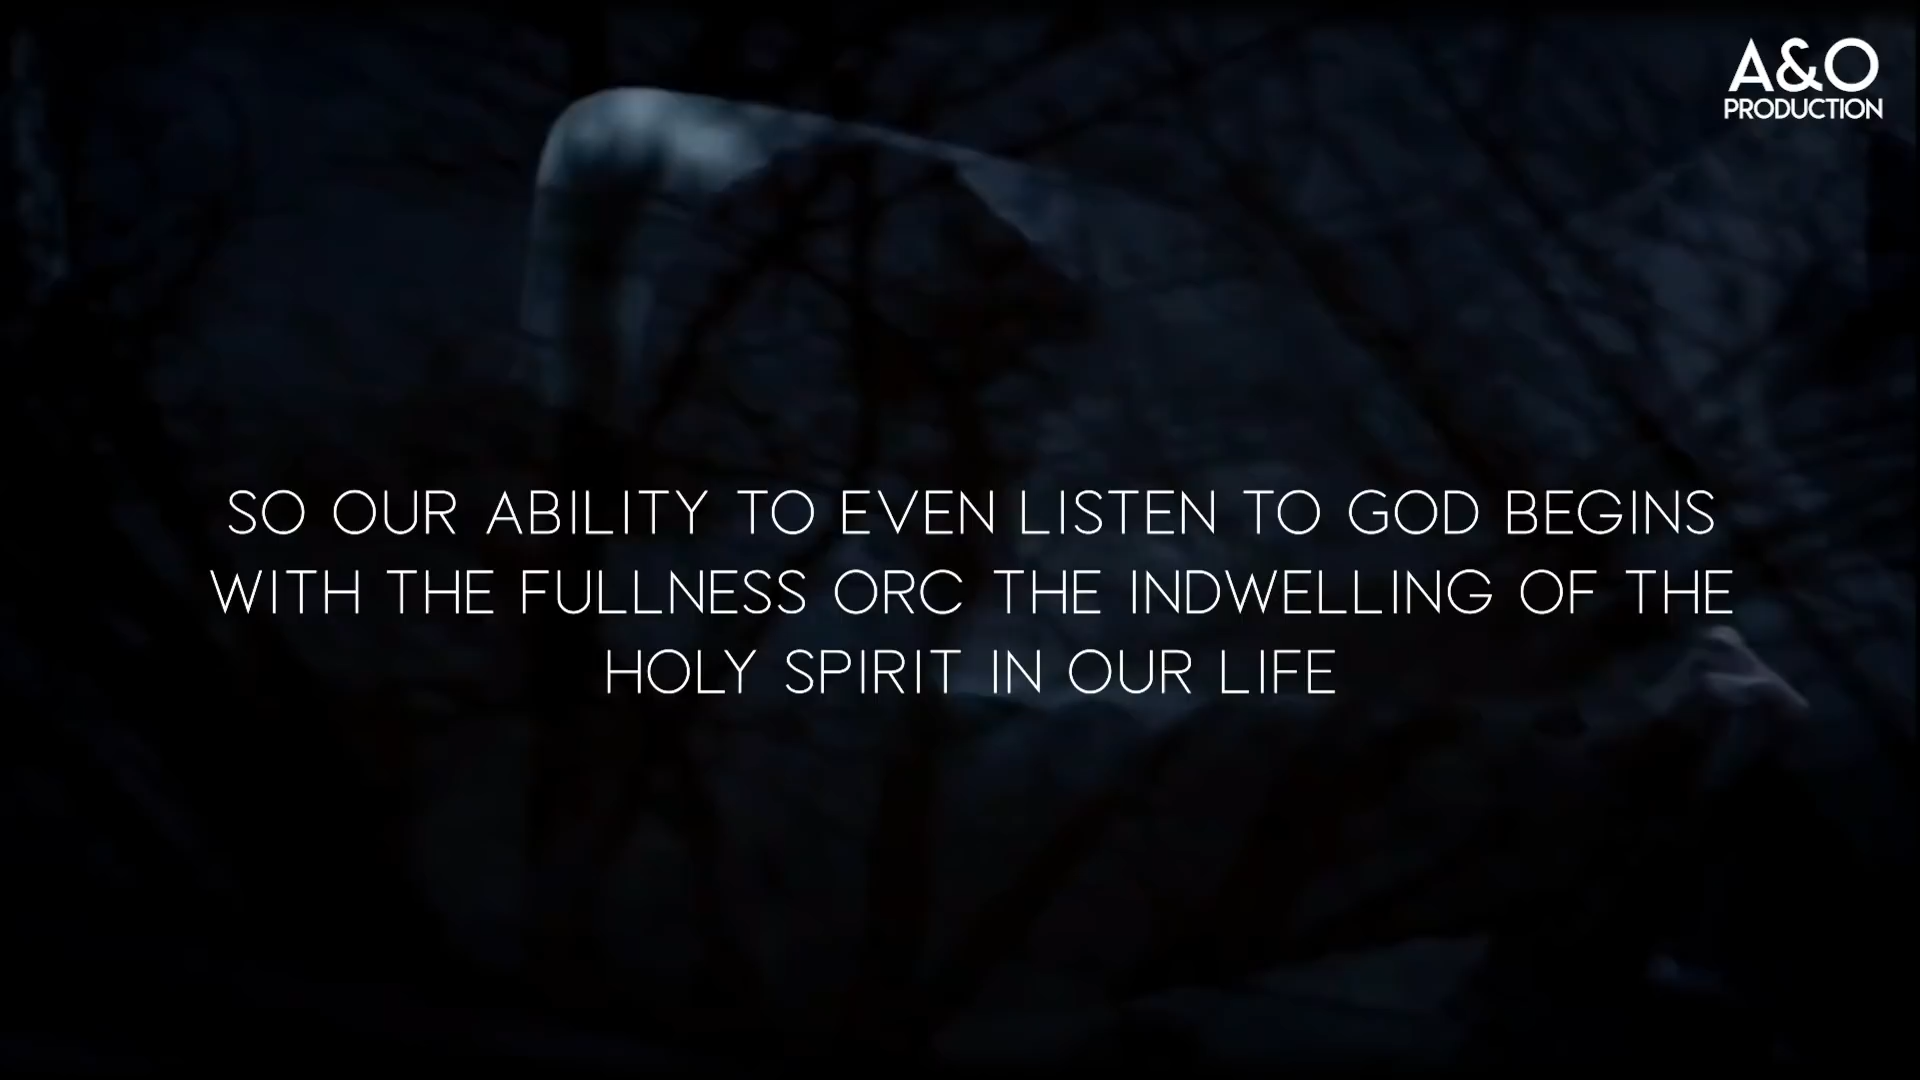 A&O
PRODUCTION
SO OUR ABILITY TO EVEN LISTEN TO GOD BEGINS
WITH THE FULLNESS ORC THE INDWELLING OF THE
HOLY SPIRIT IN OUR LIFE